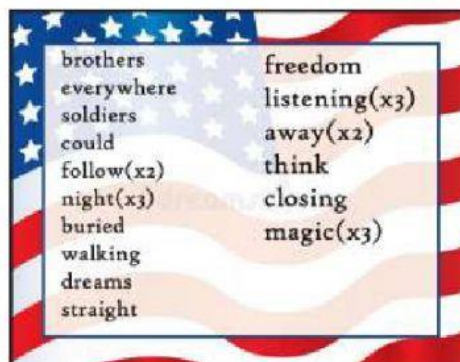 brothers
everywhere
soldiers
could
follow(x2)
night(x3)
buried
walking
dreams
straight
freedom
listening(x3)
away(x2)
think
closing
magic(x3)